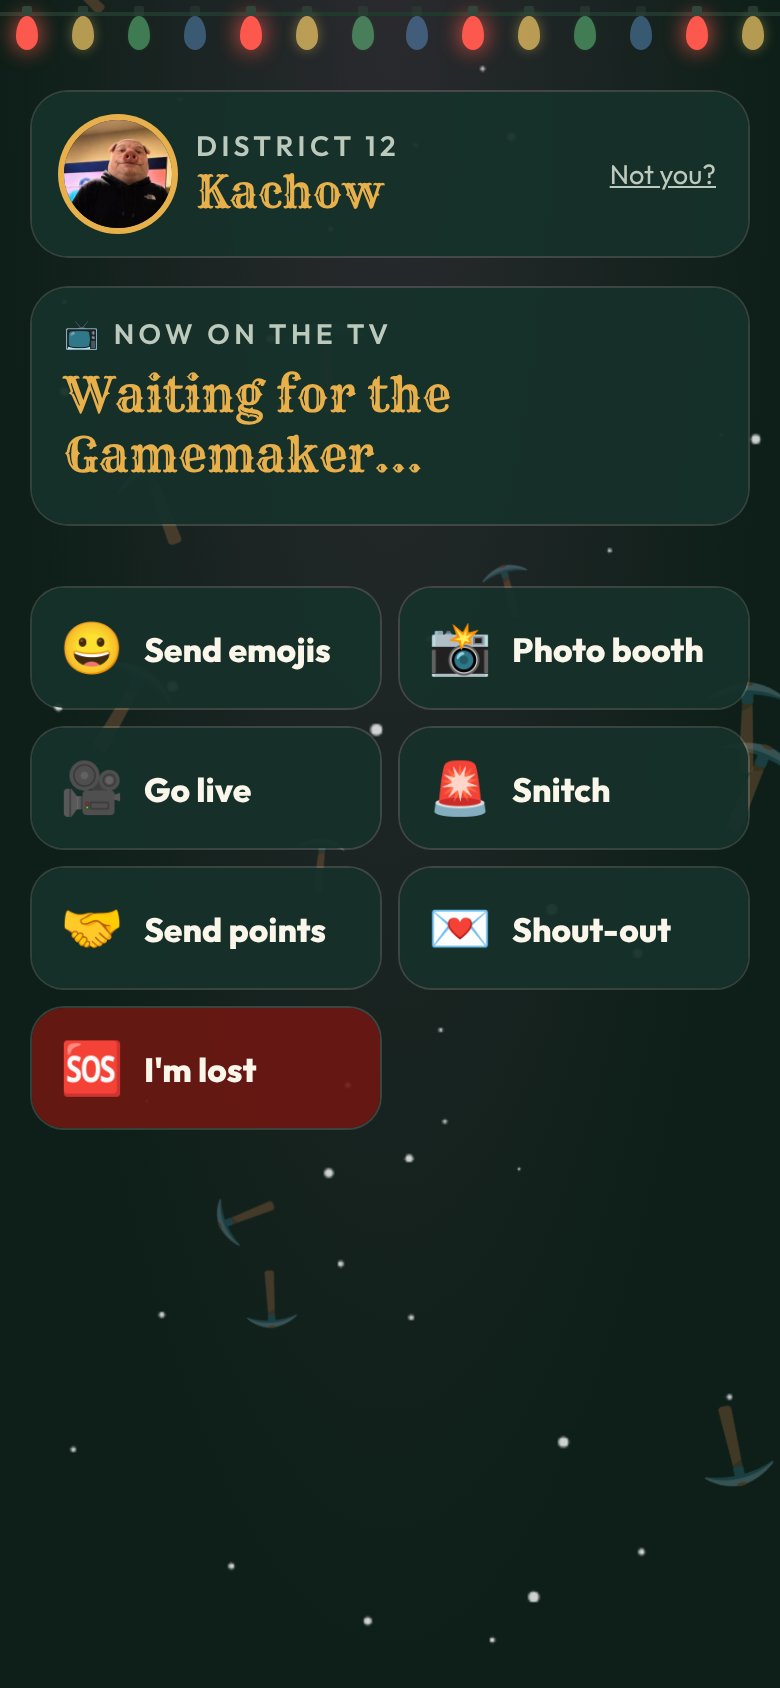 DISTRICT 12
Kachow
Not you?
📺 NOW ON THE TV
Waiting for the
Gamemaker...
😀 Send emojis
📸 Photo booth
🎥 Go live
🚨 Snitch
🤝 Send points
💌 Shout-out
🆘 I'm lost